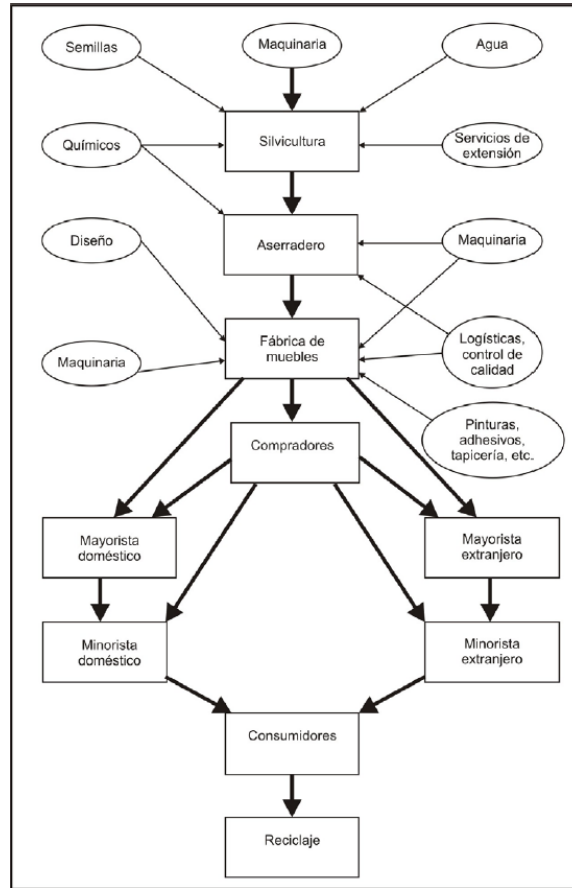 Semillas
Maquinaria
Agua
Químicos
Silvicultura
Servicios de
extensión
Diseño
Aserradero
Maquinaria
Maquinaria
Fábrica de
muebles
Logísticas,
control de
calidad
Compradores
Pinturas,
adhesivos,
tapicería, etc.
Mayorista
doméstico
Mayorista
extranjero
Minorista
doméstico
Minorista
extranjero
Consumidores
Reciclaje